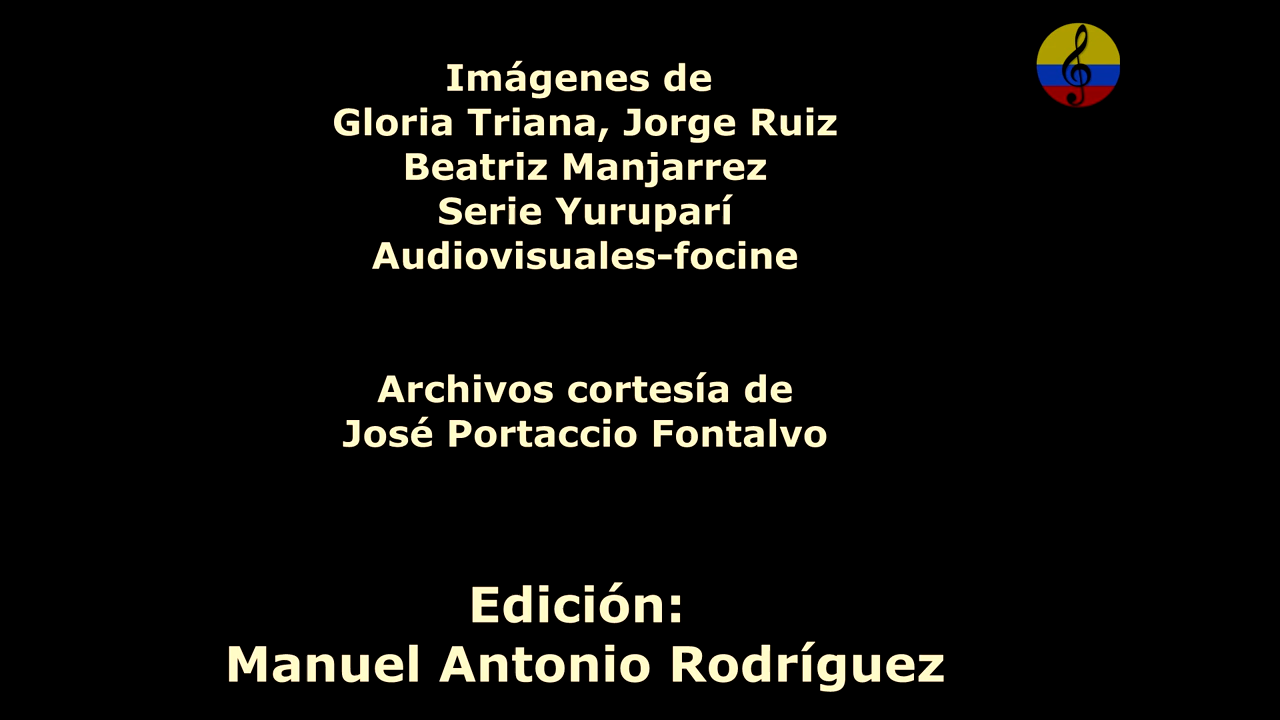 Imágenes de
Gloria Triana, Jorge Ruiz
Beatriz Manjarrez
Serie Yuruparí
Audiovisuales-focine
Archivos cortesía de
José Portaccio Fontalvo
Edición:
Manuel Antonio Rodríguez